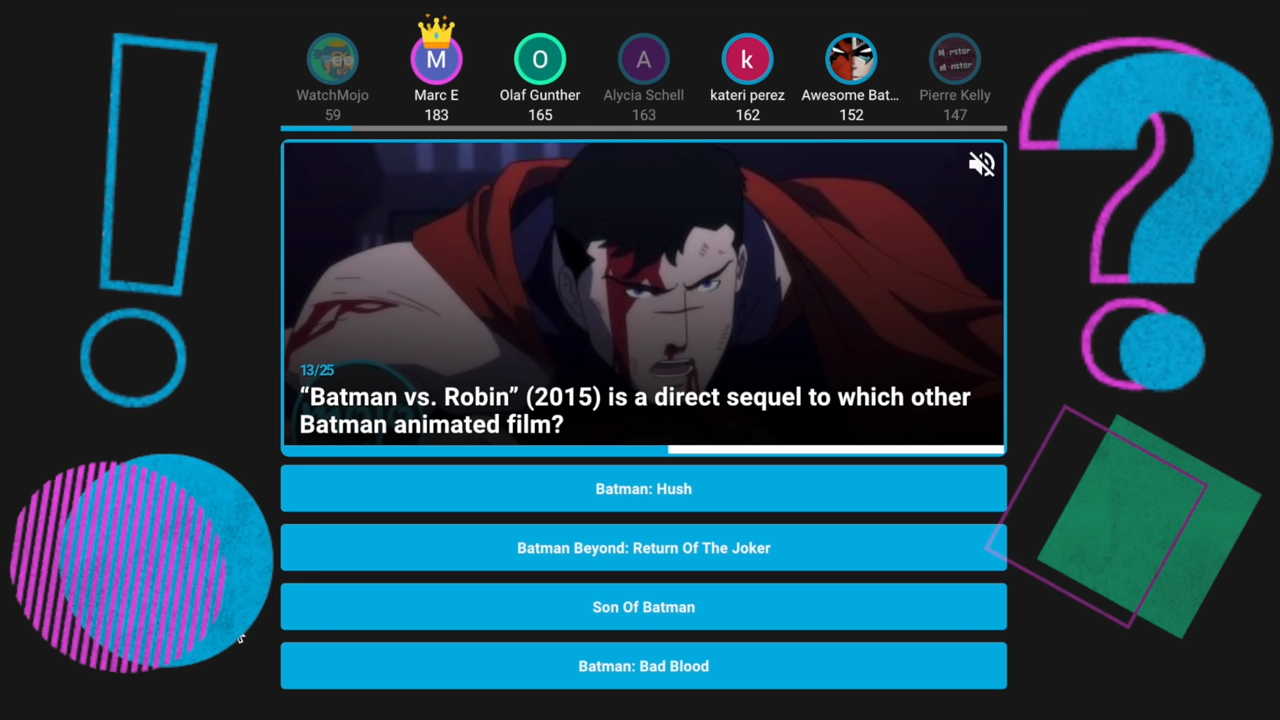 WatchMojo
59
M
Marc E
183
O
Olaf Gunther
165
A
Alycia Schell
163
k
kateri perez
162
Awesome Bat...
152
Pierre Kelly
147
13/25
“Batman vs. Robin” (2015) is a direct sequel to which other
Batman animated film?
Batman: Hush
Batman Beyond: Return Of The Joker
Son Of Batman
Batman: Bad Blood